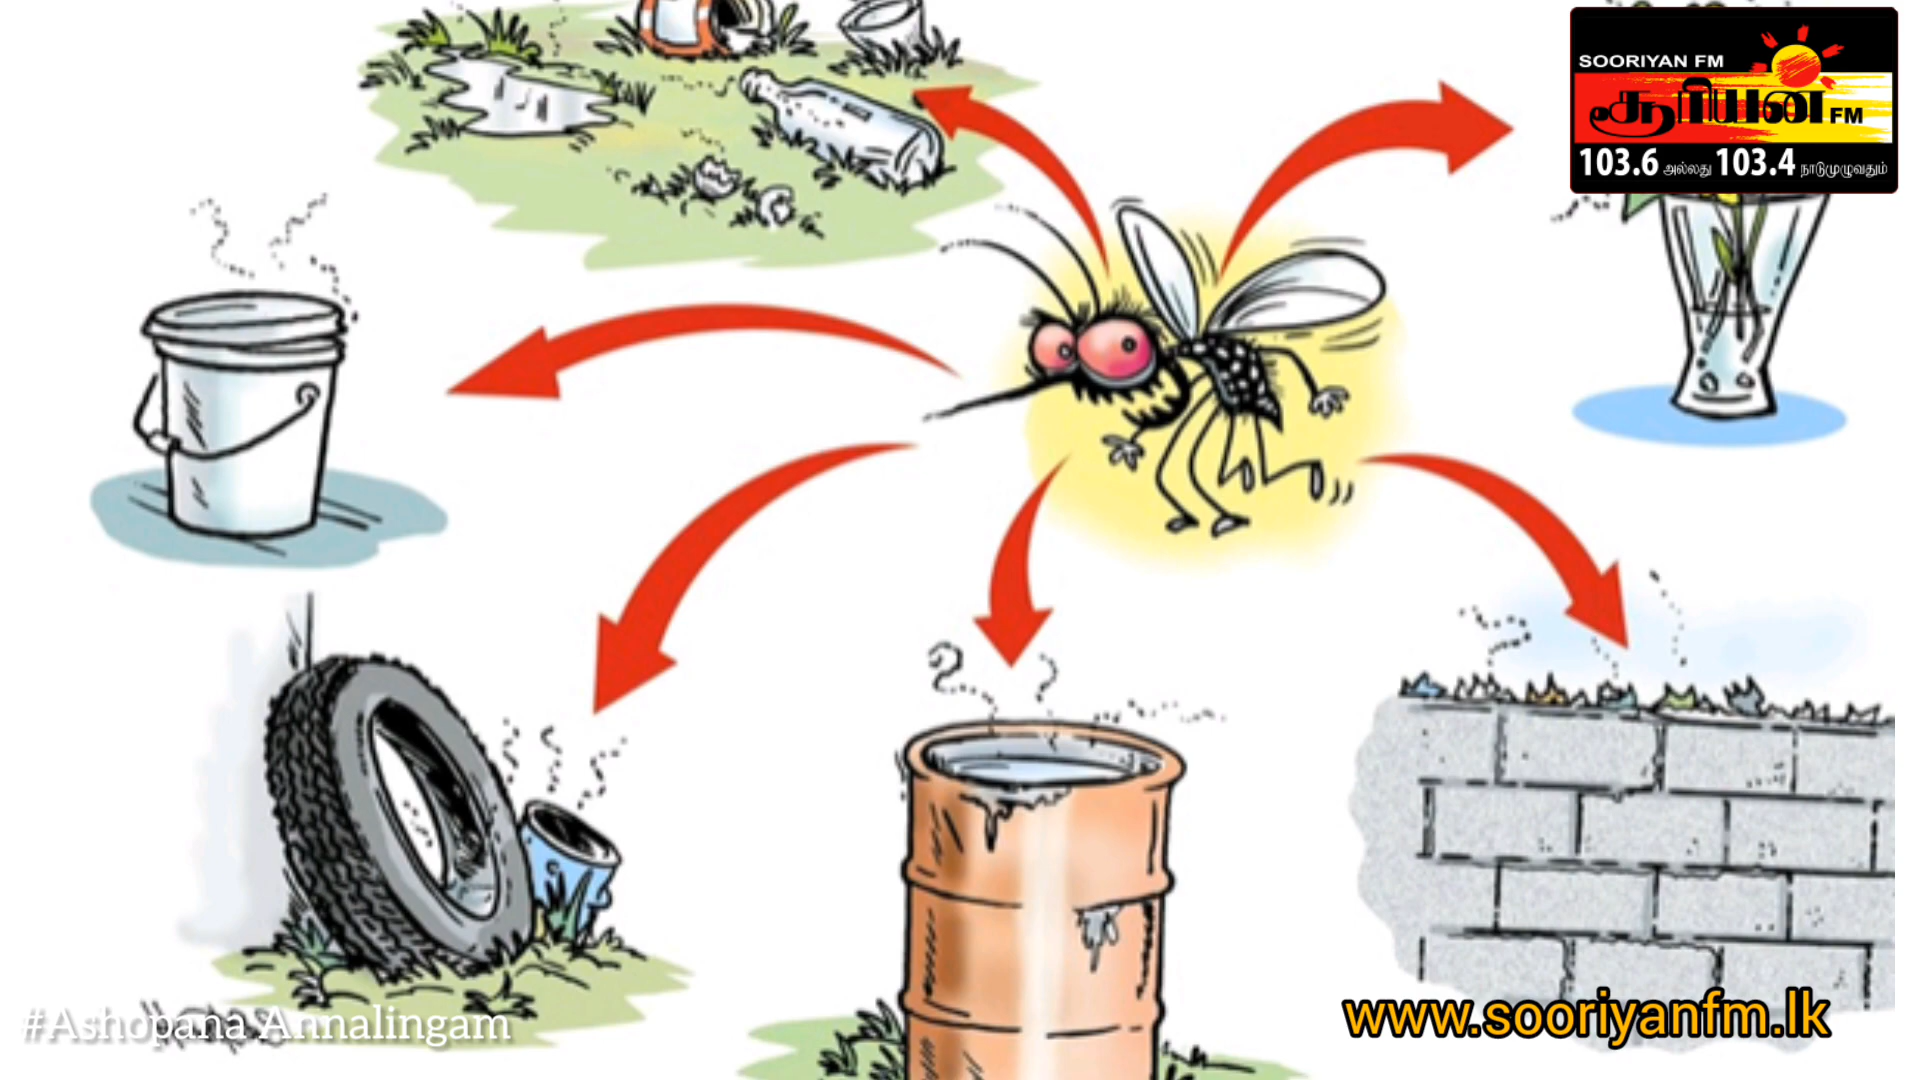 SOORIYAN FM
சூரியன் FM
103.6 அல்லது 103.4 நாடுமுழுவதும்
#Ashopana Annalingam
www.sooriyanfm.lk